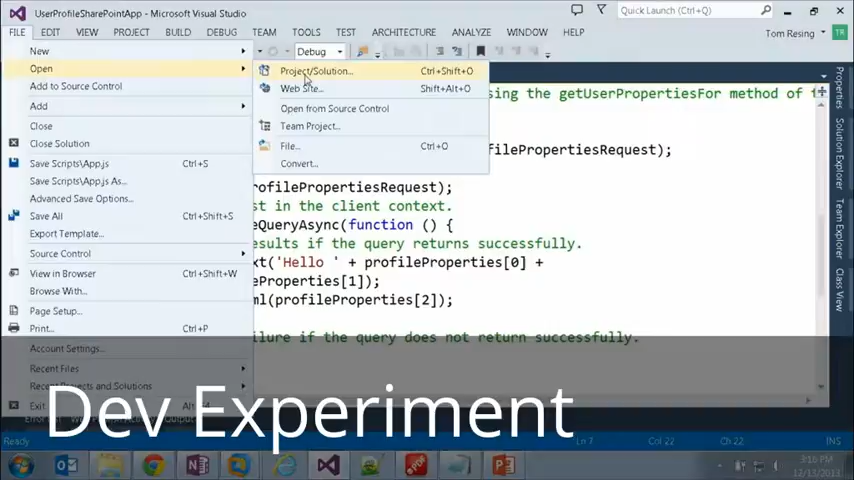 UserProfileSharePointApp - Microsoft Visual Studio
Quick Launch (Ctrl+Q)
FILE EDIT VIEW PROJECT BUILD DEBUG TEAM TOOLS TEST ARCHITECTURE ANALYZE WINDOW HELP
Tom Resing TR
New
Debug
Open
Project/Solution... Ctrl+Shift+O
Add to Source Control
Web Site... Shift+Alt+O
sing the getUserPropertiesFor method of t
Add
Open from Source Control
Close
Team Project...
Close Solution
File... Ctrl+O
ofilePropertiesRequest);
Save Scripts\App.js Ctrl+S
Convert...
Save Scripts\App.js As...
rofilePropertiesRequest);
Advanced Save Options...
st in the client context.
Save All Ctrl+Shift+S
eQueryAsync(function () {
Export Template...
esults if the query returns successfully.
Source Control
xt('Hello ' + profileProperties[0] +
View in Browser Ctrl+Shift+W
Properties[1]);
Browse With...
ml(profileProperties[2]);
Page Setup...
Print... Ctrl+P
ilure if the query does not return successfully.
Account Settings...
Recent Files
Recent Projects and Solutions
Exit
Properties
Solution Explorer
Team Explorer
Class View
Dev Experiment
Ready Ln 7 Col 22 Ch 22 INS
3:16 PM
12/13/2013